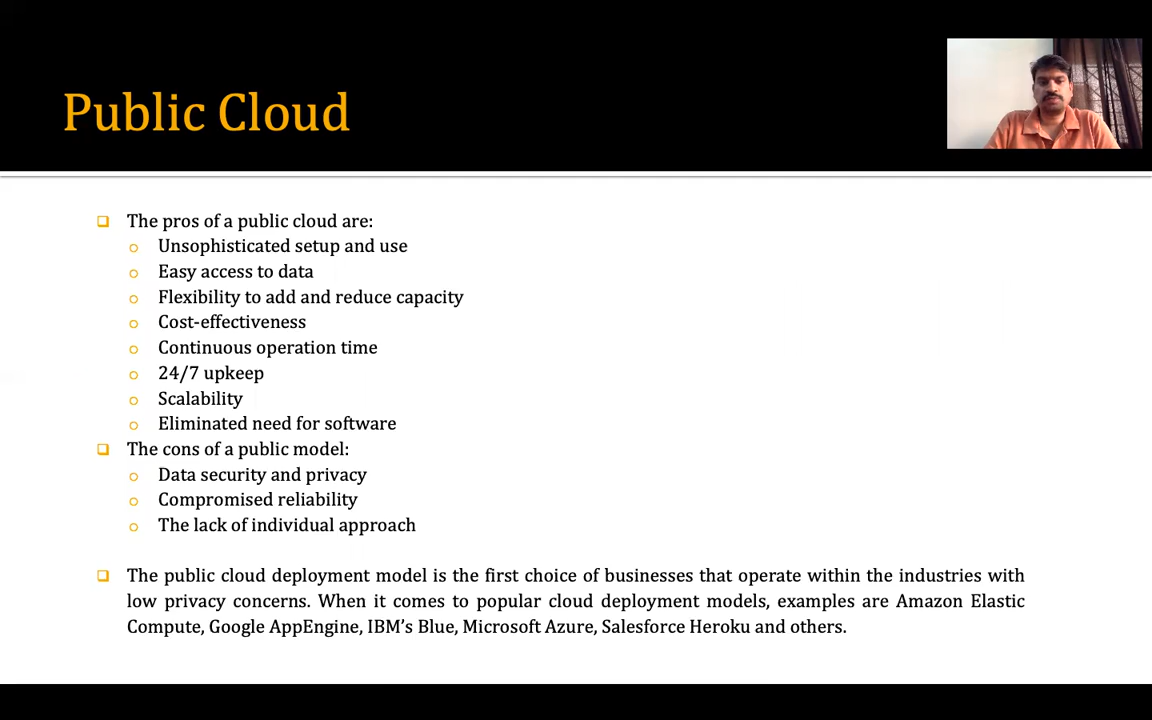 Public Cloud
The pros of a public cloud are:
Unsophisticated setup and use
Easy access to data
Flexibility to add and reduce capacity
Cost-effectiveness
Continuous operation time
24/7 upkeep
Scalability
Eliminated need for software
The cons of a public model:
Data security and privacy
Compromised reliability
The lack of individual approach
The public cloud deployment model is the first choice of businesses that operate within the industries with
low privacy concerns. When it comes to popular cloud deployment models, examples are Amazon Elastic
Compute, Google AppEngine, IBM's Blue, Microsoft Azure, Salesforce Heroku and others.